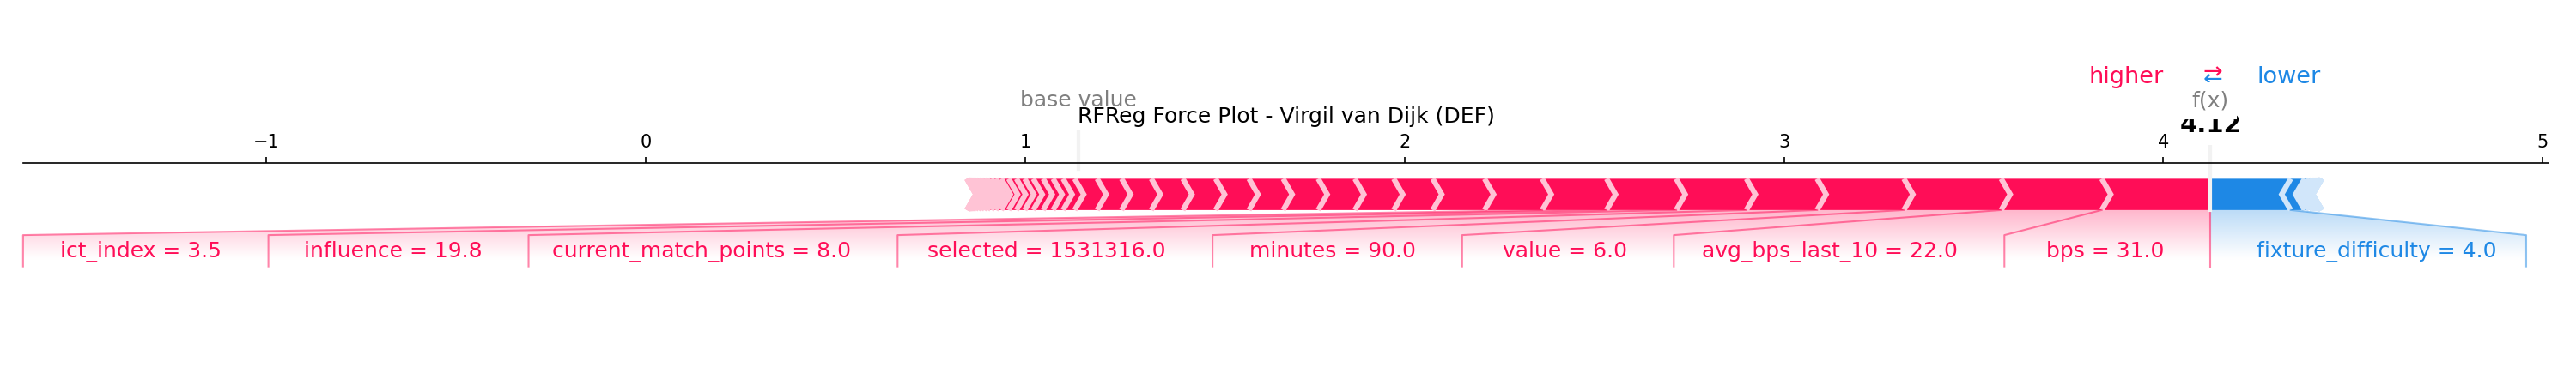 higher ⇄ lower
base value
f(x)
RFReg Force Plot - Virgil van Dijk (DEF)
4.12
−1 0 1 2 3 4 5
ict_index = 3.5 influence = 19.8 current_match_points = 8.0 selected = 1531316.0 minutes = 90.0 value = 6.0 avg_bps_last_10 = 22.0 bps = 31.0 fixture_difficulty = 4.0